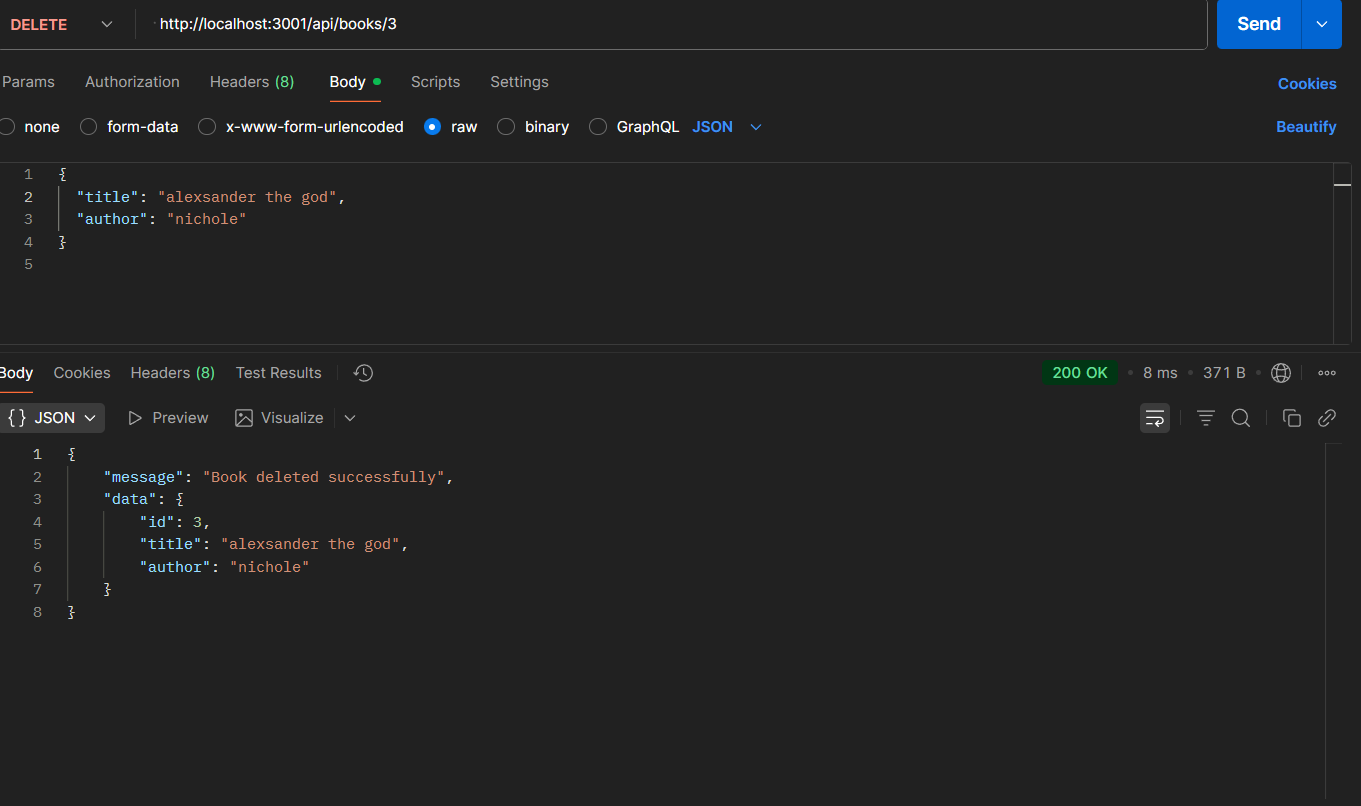 DELETE http://localhost:3001/api/books/3 Send
Params Authorization Headers (8) Body Scripts Settings Cookies
none form-data x-www-form-urlencoded raw binary GraphQL JSON Beautify
1 {
2 "title": "alexsander the god",
3 "author": "nichole"
4 }
5
Body Cookies Headers (8) Test Results 200 OK 8 ms 371 B
{} JSON Preview Visualize
1 {
2 "message": "Book deleted successfully",
3 "data": {
4 "id": 3,
5 "title": "alexsander the god",
6 "author": "nichole"
7 }
8 }